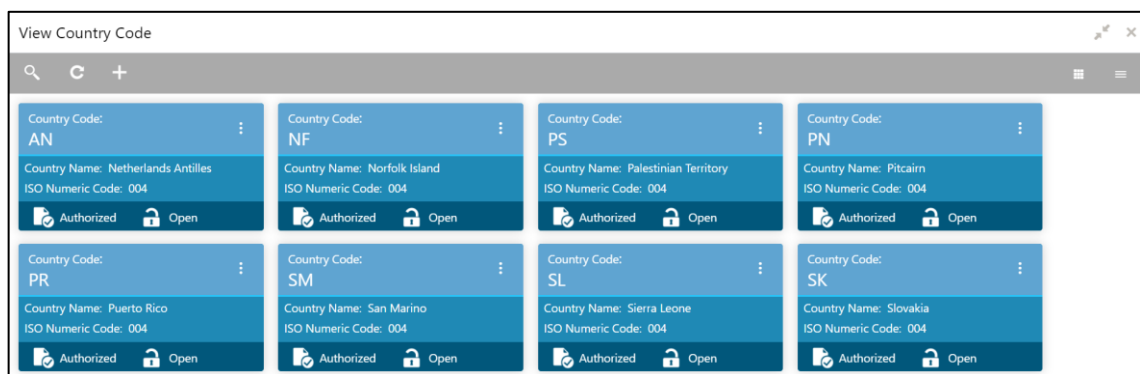 View Country Code
Country Code:
AN
Country Name: Netherlands Antilles
ISO Numeric Code: 004
Authorized Open
Country Code:
NF
Country Name: Norfolk Island
ISO Numeric Code: 004
Authorized Open
Country Code:
PS
Country Name: Palestinian Territory
ISO Numeric Code: 004
Authorized Open
Country Code:
PN
Country Name: Pitcairn
ISO Numeric Code: 004
Authorized Open
Country Code:
PR
Country Name: Puerto Rico
ISO Numeric Code: 004
Authorized Open
Country Code:
SM
Country Name: San Marino
ISO Numeric Code: 004
Authorized Open
Country Code:
SL
Country Name: Sierra Leone
ISO Numeric Code: 004
Authorized Open
Country Code:
SK
Country Name: Slovakia
ISO Numeric Code: 004
Authorized Open